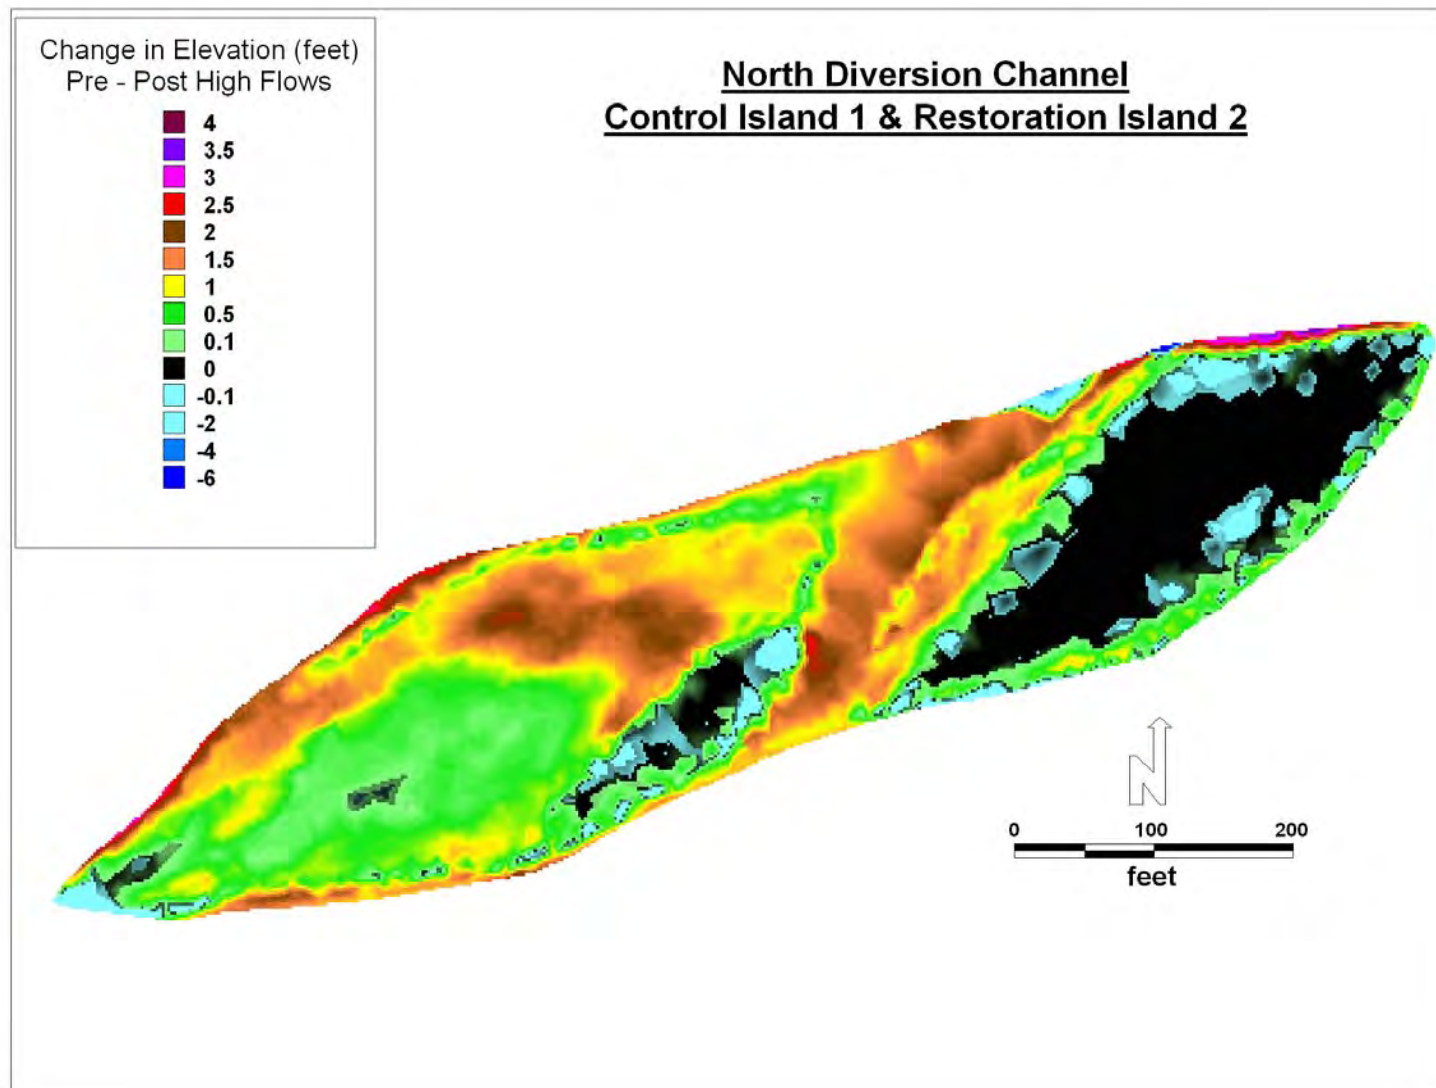 Change in Elevation (feet)
Pre - Post High Flows
4
3.5
3
2.5
2
1.5
1
0.5
0.1
0
-0.1
-2
-4
-6
North Diversion Channel
Control Island 1 & Restoration Island 2
N
0 100 200
feet